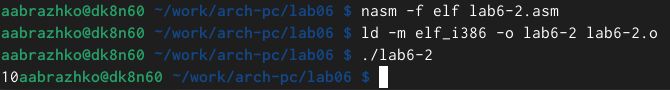 aabrazhko@dk8n60 ~/work/arch-pc/lab06 $ nasm -f elf lab6-2.asm
aabrazhko@dk8n60 ~/work/arch-pc/lab06 $ ld -m elf_i386 -o lab6-2 lab6-2.o
aabrazhko@dk8n60 ~/work/arch-pc/lab06 $ ./lab6-2
10aabrazhko@dk8n60 ~/work/arch-pc/lab06 $